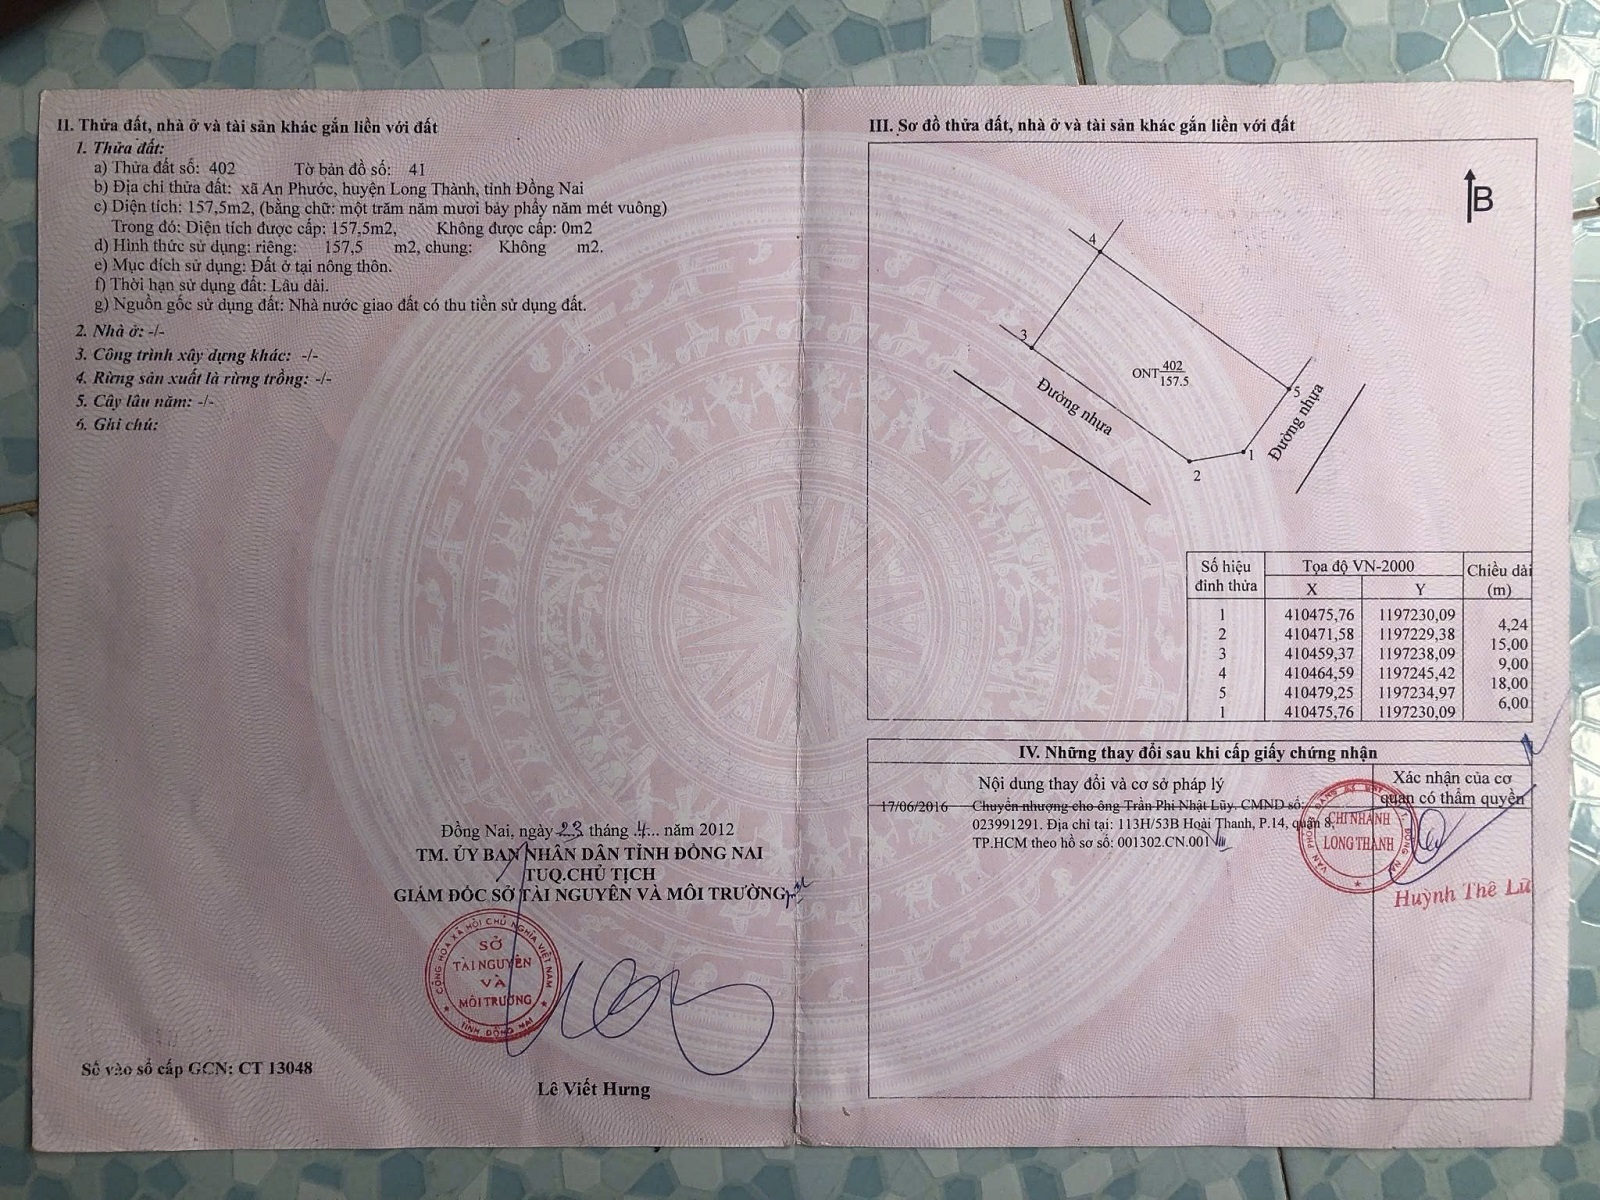 II. Thửa đất, nhà ở và tài sản khác gắn liền với đất
1. Thửa đất:
a) Thửa đất số: 402 Tờ bản đồ số: 41
b) Địa chỉ thửa đất: xã An Phước, huyện Long Thành, tỉnh Đồng Nai
c) Diện tích: 157,5m2, (bằng chữ: một trăm năm mươi bảy phẩy năm mét vuông)
Trong đó: Diện tích được cấp: 157,5m2, Không được cấp: 0m2
d) Hình thức sử dụng: riêng: 157,5 m2, chung: Không m2.
e) Mục đích sử dụng: Đất ở tại nông thôn.
f) Thời hạn sử dụng đất: Lâu dài.
g) Nguồn gốc sử dụng đất: Nhà nước giao đất có thu tiền sử dụng đất.
2. Nhà ở: -/-
3. Công trình xây dựng khác: -/-
4. Rừng sản xuất là rừng trồng: -/-
5. Cây lâu năm: -/-
6. Ghi chú:
Đồng Nai, ngày 23 tháng 4... năm 2012
TM. ỦY BAN NHÂN DÂN TỈNH ĐỒNG NAI
TUQ.CHỦ TỊCH
GIÁM ĐỐC SỞ TÀI NGUYÊN VÀ MÔI TRƯỜNG
CỘNG HÒA XÃ HỘI CHỦ NGHĨA VIỆT NAM
SỞ
TÀI NGUYÊN
VÀ
MÔI TRƯỜNG
TỈNH ĐỒNG NAI
Số vào sổ cấp GCN: CT 13048
Lê Viết Hưng
III. Sơ đồ thửa đất, nhà ở và tài sản khác gắn liền với đất
B
4
3
5
1
2
ONT 402
157.5
Đường nhựa
Đường nhựa
Số hiệu đỉnh thửa Tọa độ VN-2000 Chiều dài (m)
X Y
1 410475,76 1197230,09
4,24
2 410471,58 1197229,38
15,00
3 410459,37 1197238,09
9,00
4 410464,59 1197245,42
18,00
5 410479,25 1197234,97
6,00
1 410475,76 1197230,09
IV. Những thay đổi sau khi cấp giấy chứng nhận
Nội dung thay đổi và cơ sở pháp lý
Xác nhận của cơ
quan có thẩm quyền
17/06/2016 Chuyển nhượng cho ông Trần Phi Nhật Lũy. CMND số:
023991291. Địa chỉ tại: 113H/53B Hoài Thanh, P.14, quận 8,
TP.HCM theo hồ sơ số: 001302.CN.001
CHI NHÁNH
LONG THÀNH
Huỳnh Thế Lữ